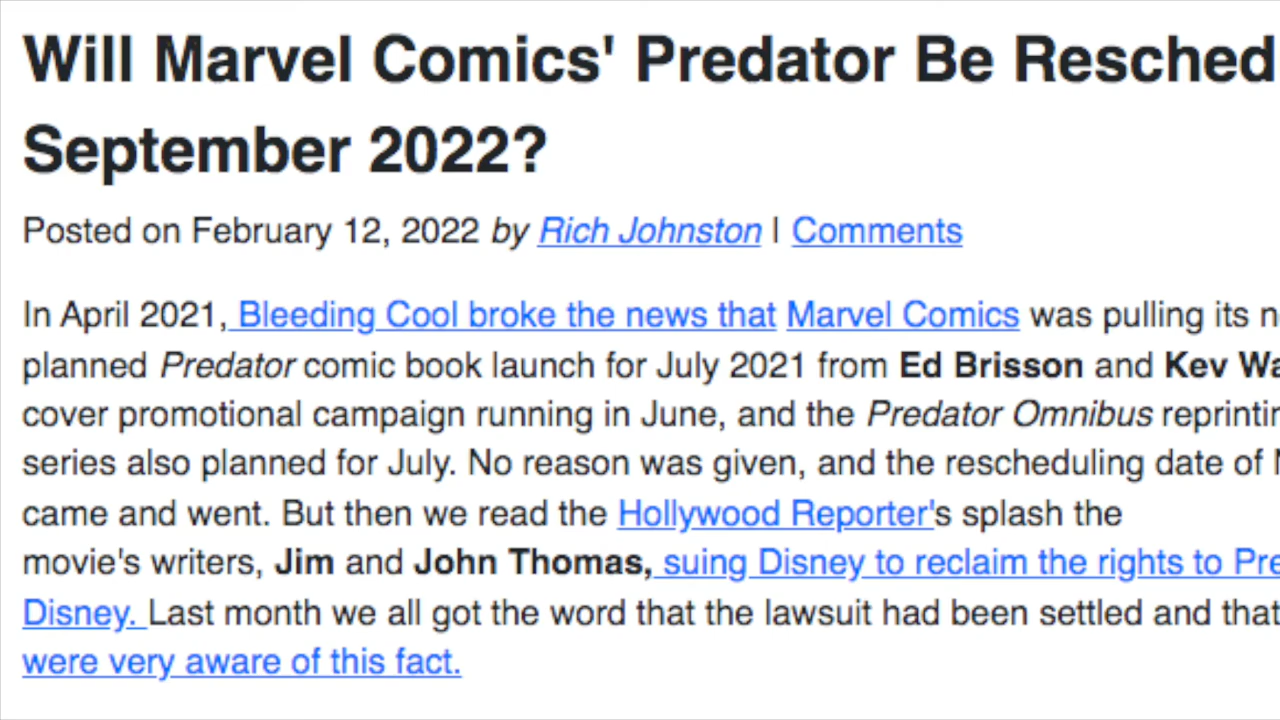 Will Marvel Comics' Predator Be Resched
September 2022?
Posted on February 12, 2022 by Rich Johnston | Comments
In April 2021, Bleeding Cool broke the news that Marvel Comics was pulling its n
planned Predator comic book launch for July 2021 from Ed Brisson and Kev Wa
cover promotional campaign running in June, and the Predator Omnibus reprintin
series also planned for July. No reason was given, and the rescheduling date of N
came and went. But then we read the Hollywood Reporter's splash the
movie's writers, Jim and John Thomas, suing Disney to reclaim the rights to Pre
Disney. Last month we all got the word that the lawsuit had been settled and that
were very aware of this fact.